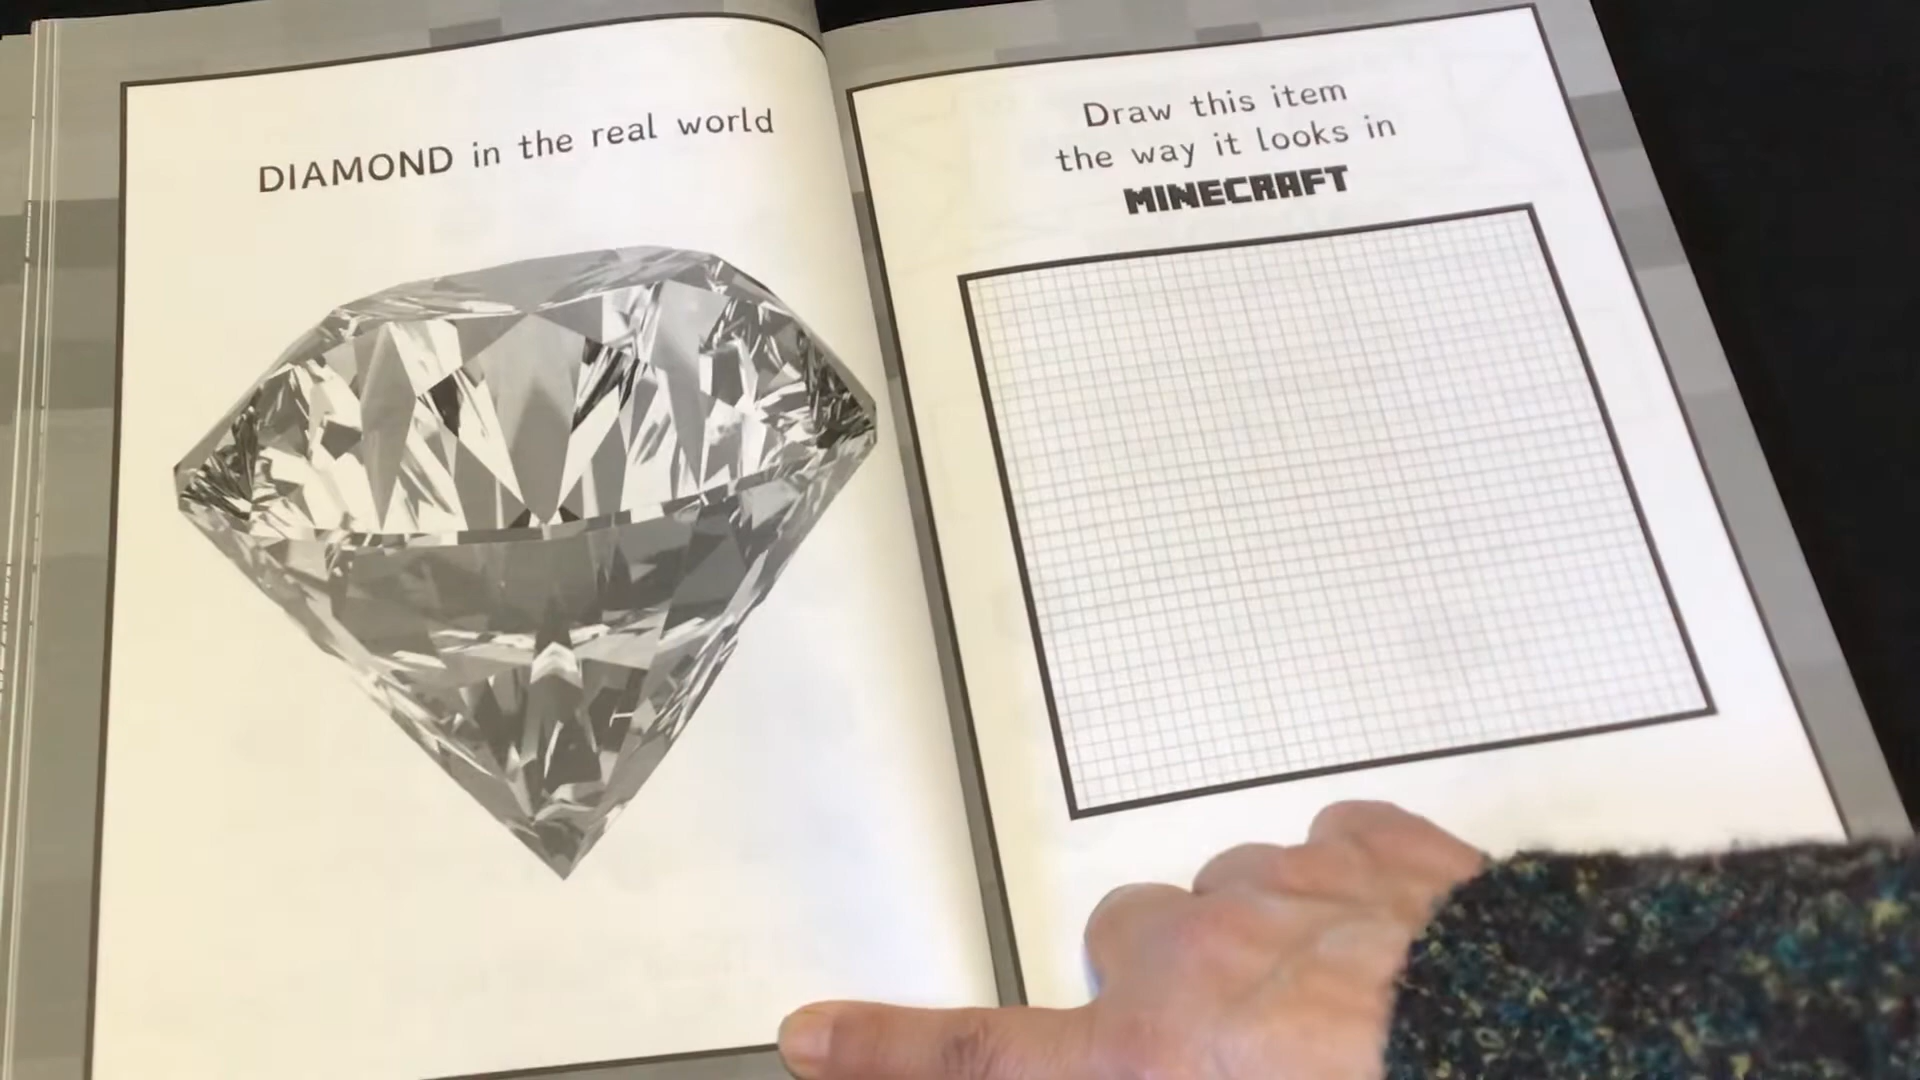 DIAMOND in the real world
Draw this item
the way it looks in
MINECRAFT